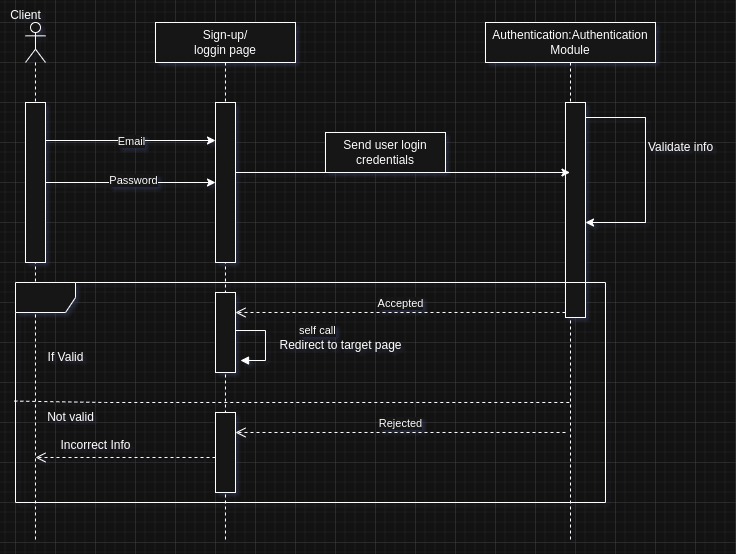 Client
Sign-up/
loggin page
Authentication:Authentication
Module
Email
Send user login
credentials
Validate info
Password
Accepted
self call
Redirect to target page
If Valid
Not valid
Rejected
Incorrect Info